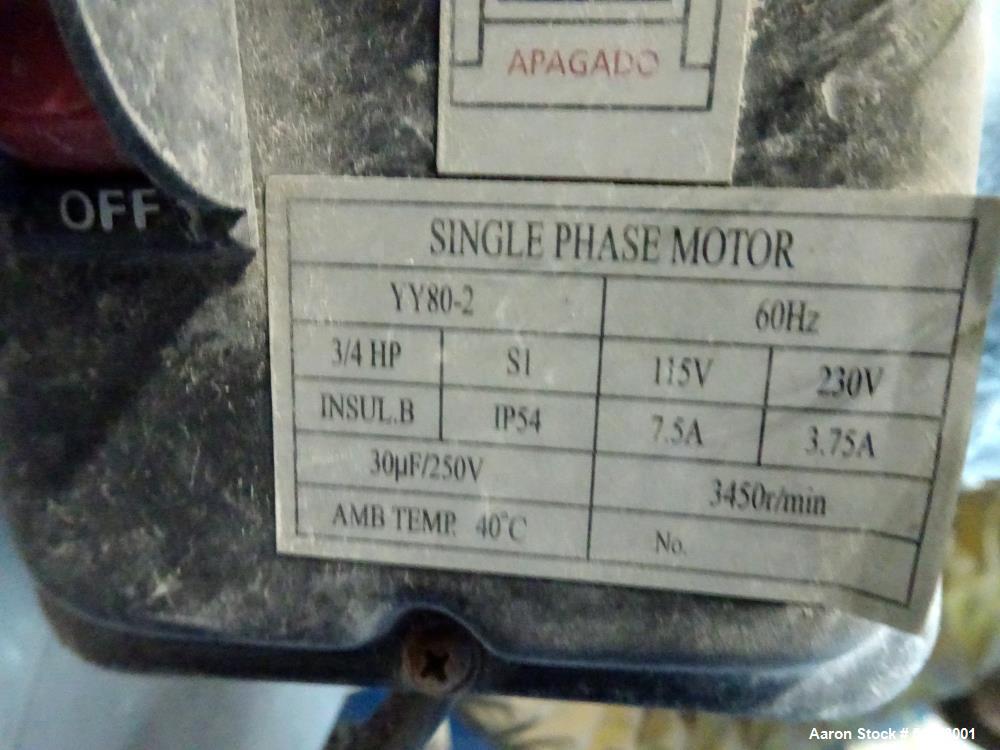 APAGADO
OFF
SINGLE PHASE MOTOR
YY80-2 60Hz
3/4 HP S1 115V 230V
INSUL.B IP54 7.5A 3.75A
30µF/250V 3450r/min
AMB TEMP. 40°C No.
Aaron Stock # 001